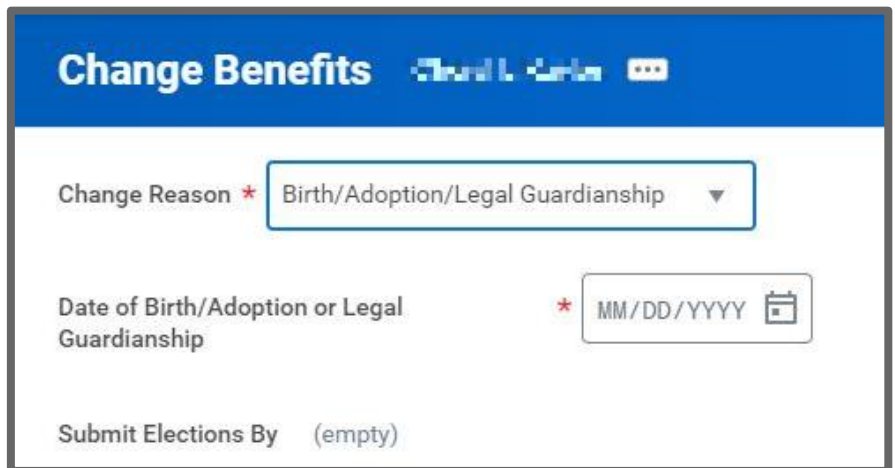 Change Benefits
Change Reason * Birth/Adoption/Legal Guardianship
Date of Birth/Adoption or Legal
Guardianship
* MM/DD/YYYY
Submit Elections By (empty)